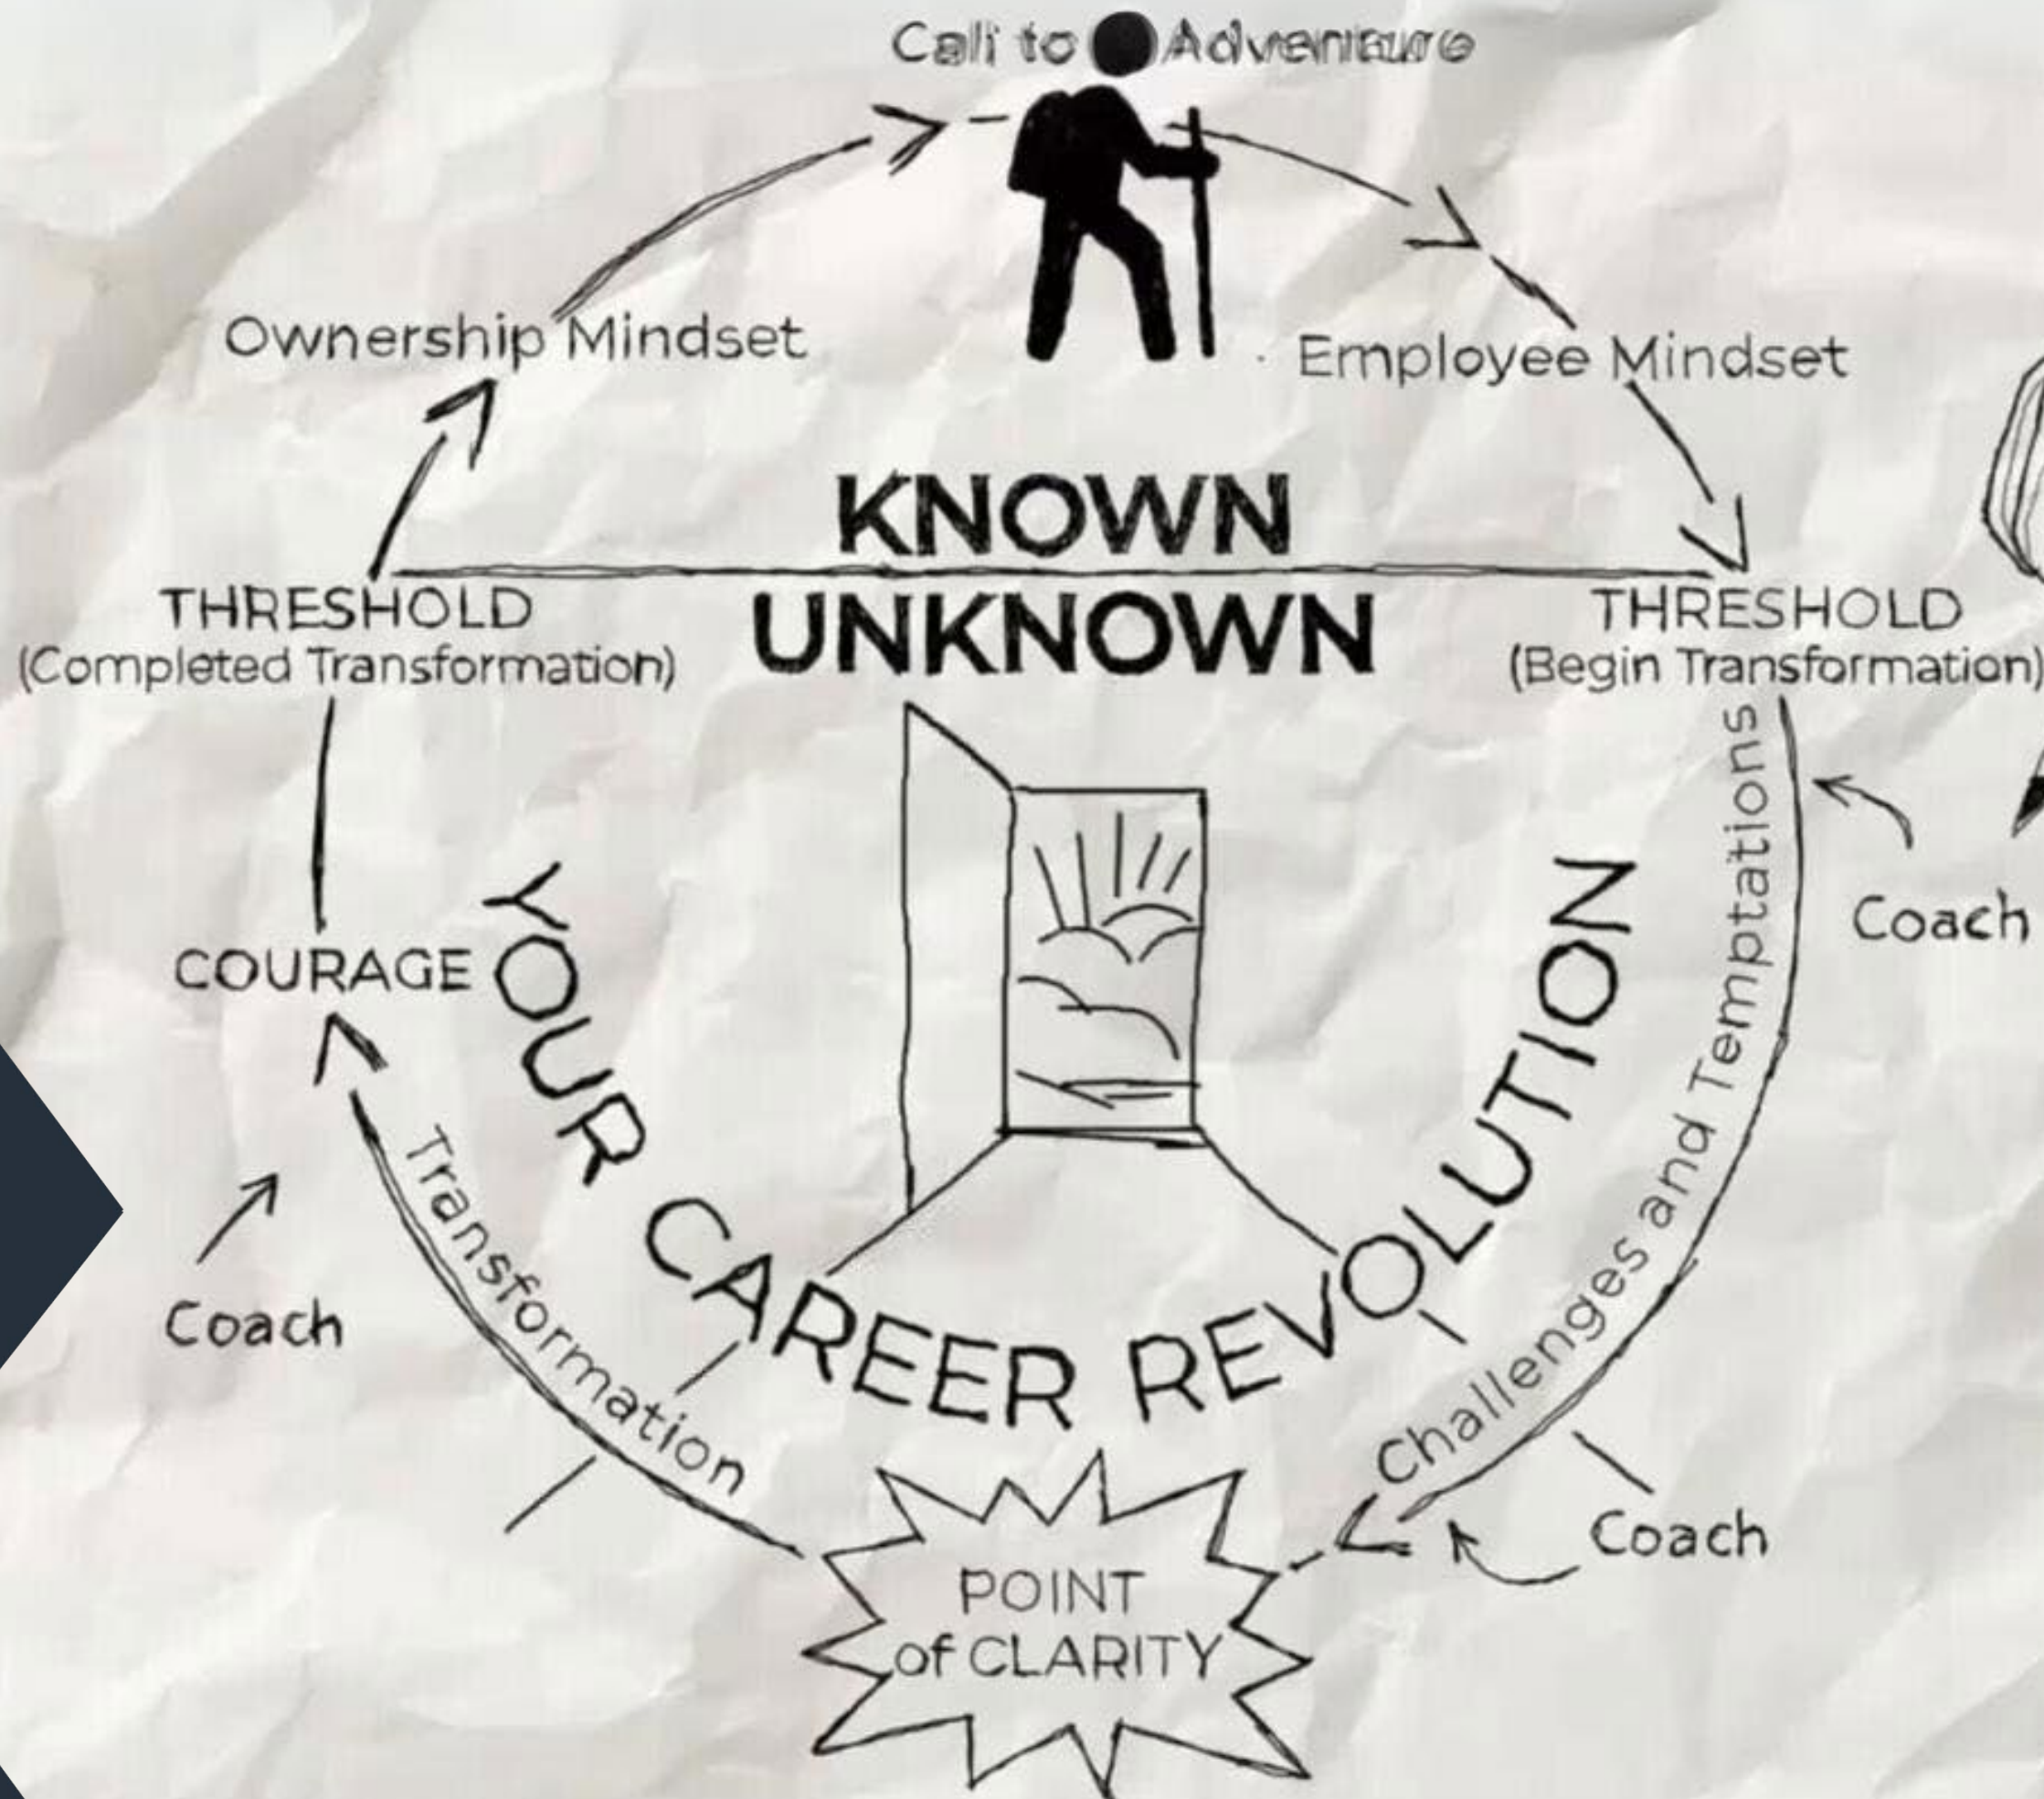 Call to Adventure
Ownership Mindset
Employee Mindset
KNOWN
UNKNOWN
THRESHOLD
(Completed Transformation)
THRESHOLD
(Begin Transformation)
Challenges and Temptations
Coach
COURAGE
YOUR CAREER REVOLUTION
Transformation
Coach
Coach
POINT
of CLARITY